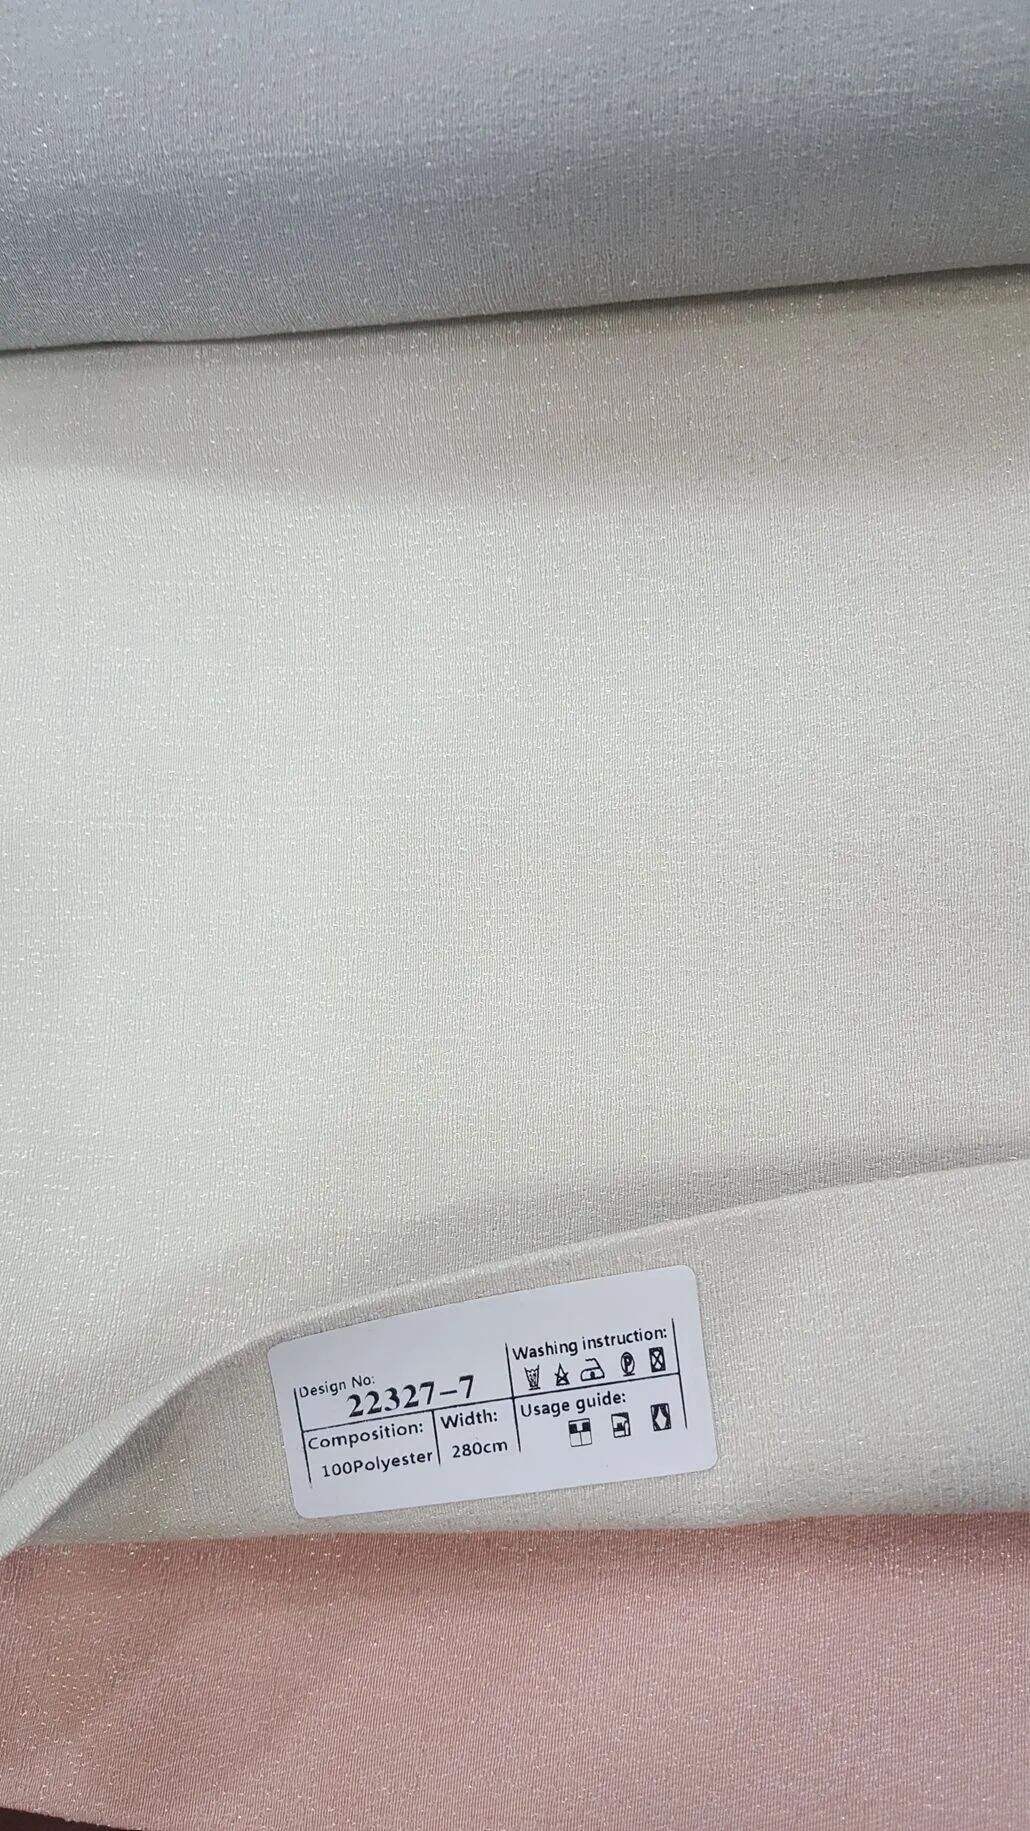 Design No:
22327-7
Washing instruction:
P
Composition:
100Polyester
Width:
280cm
Usage guide: